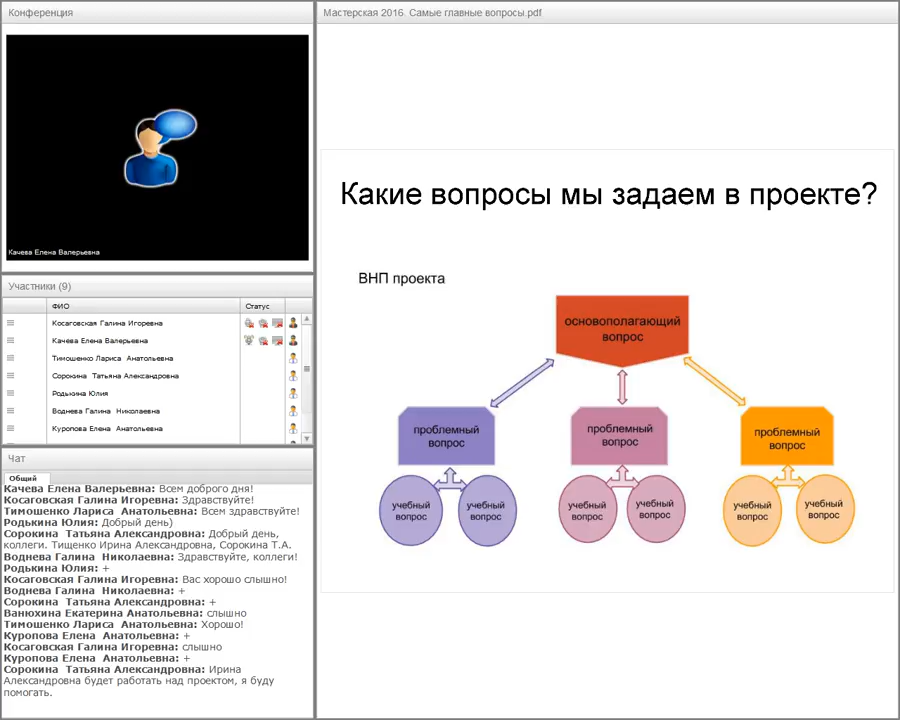 Конференция
Качева Елена Валерьевна
Участники (9)
ФИО Статус
Косаговская Галина Игоревна
Качева Елена Валерьевна
Тимошенко Лариса Анатольевна
Сорокина Татьяна Александровна
Родькина Юлия
Воднева Галина Николаевна
Куропова Елена Анатольевна
Чат
Общий
Качева Елена Валерьевна: Всем доброго дня!
Косаговская Галина Игоревна: Здравствуйте!
Тимошенко Лариса Анатольевна: Всем здравствуйте!
Родькина Юлия: Добрый день)
Сорокина Татьяна Александровна: Добрый день,
коллеги. Тищенко Ирина Александровна, Сорокина Т.А.
Воднева Галина Николаевна: Здравствуйте, коллеги!
Родькина Юлия: +
Косаговская Галина Игоревна: Вас хорошо слышно!
Воднева Галина Николаевна: +
Сорокина Татьяна Александровна: +
Ванюхина Екатерина Анатольевна: слышно
Тимошенко Лариса Анатольевна: Хорошо!
Куропова Елена Анатольевна: +
Косаговская Галина Игоревна: слышно
Куропова Елена Анатольевна: +
Сорокина Татьяна Александровна: Ирина
Александровна будет работать над проектом, я буду
помогать.
Мастерская 2016. Самые главные вопросы.pdf
Какие вопросы мы задаем в проекте?
ВНП проекта
основополагающий
вопрос
проблемный
вопрос
проблемный
вопрос
проблемный
вопрос
учебный
вопрос
учебный
вопрос
учебный
вопрос
учебный
вопрос
учебный
вопрос
учебный
вопрос